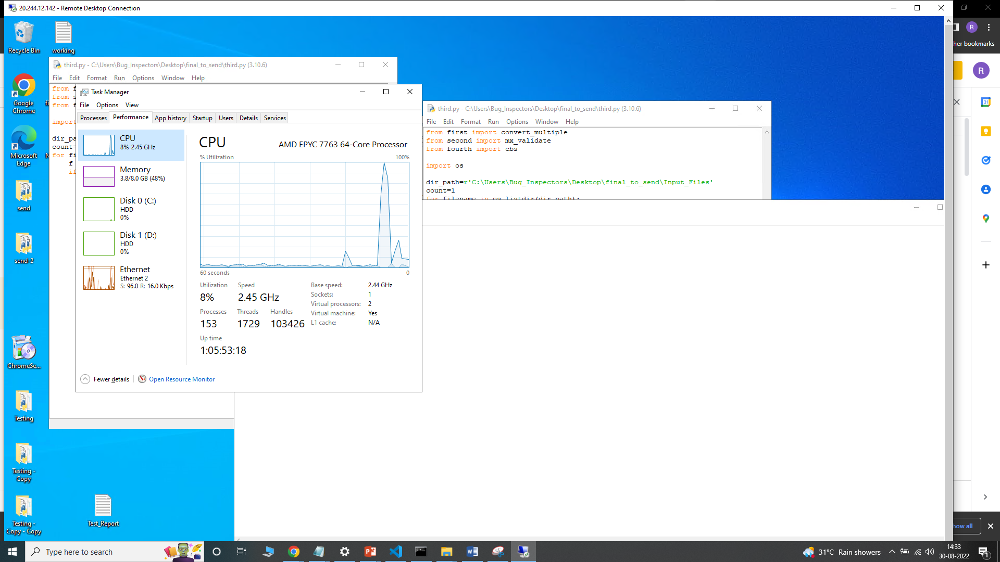 20.244.12.142 - Remote Desktop Connection
Recycle Bin
working
Google
Chrome
Microsoft
Edge
send
send-2
ChromeSe...
Testing
Testing -
Copy
Testing -
Copy - Copy
Test_Report
third.py - C:\Users\Bug_Inspectors\Desktop\final_to_send\third.py (3.10.6)
File Edit Format Run Options Window Help
from f
from s
from f
import
dir_pa
count=
for fi
f
if
Task Manager
File Options View
Processes Performance App history Startup Users Details Services
CPU
8% 2.45 GHz
Memory
3.8/8.0 GB (48%)
Disk 0 (C:)
HDD
0%
Disk 1 (D:)
HDD
0%
Ethernet
Ethernet 2
S: 96.0 R: 16.0 Kbps
CPU AMD EPYC 7763 64-Core Processor
% Utilization 100%
60 seconds 0
Utilization Speed
8% 2.45 GHz
Processes Threads Handles
153 1729 103426
Up time
1:05:53:18
Base speed: 2.44 GHz
Sockets: 1
Virtual processors: 2
Virtual machine: Yes
L1 cache: N/A
Fewer details Open Resource Monitor
third.py - C:\Users\Bug_Inspectors\Desktop\final_to_send\third.py (3.10.6)
File Edit Format Run Options Window Help
from first import convert_multiple
from second import mx_validate
from fourth import cbs
import os
dir_path=r'C:\Users\Bug_Inspectors\Desktop\final_to_send\Input_Files'
count=1
for filename in os.listdir(dir_path):
R
her bookmarks
R
31
how all
Type here to search
31°C Rain showers
14:33
30-08-2022
1